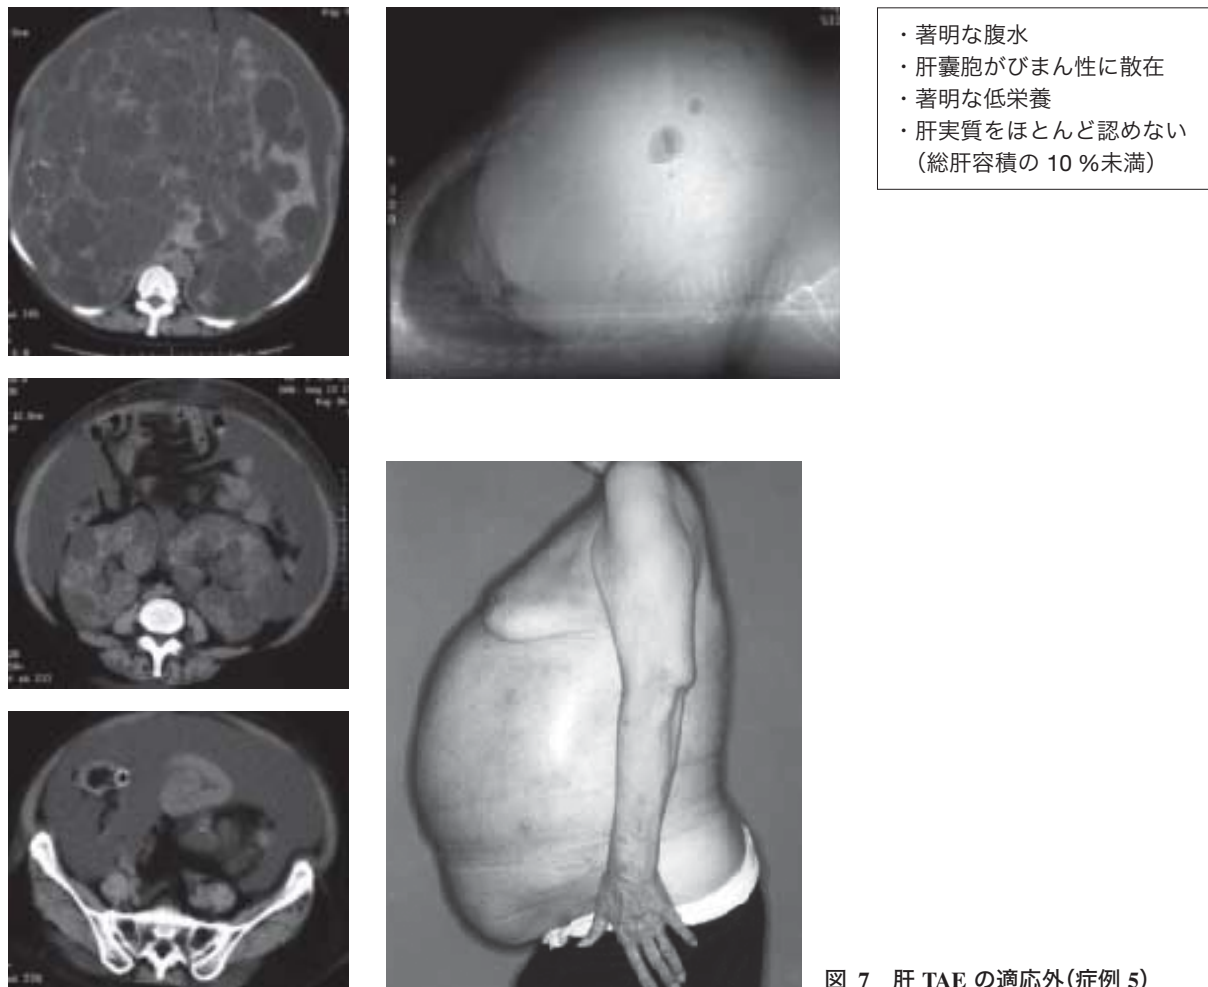 ・著明な腹水
・肝嚢胞がびまん性に散在
・著明な低栄養
・肝実質をほとんど認めない
（総肝容積の 10 %未満）
図 7 肝 TAE の適応外（症例 5）